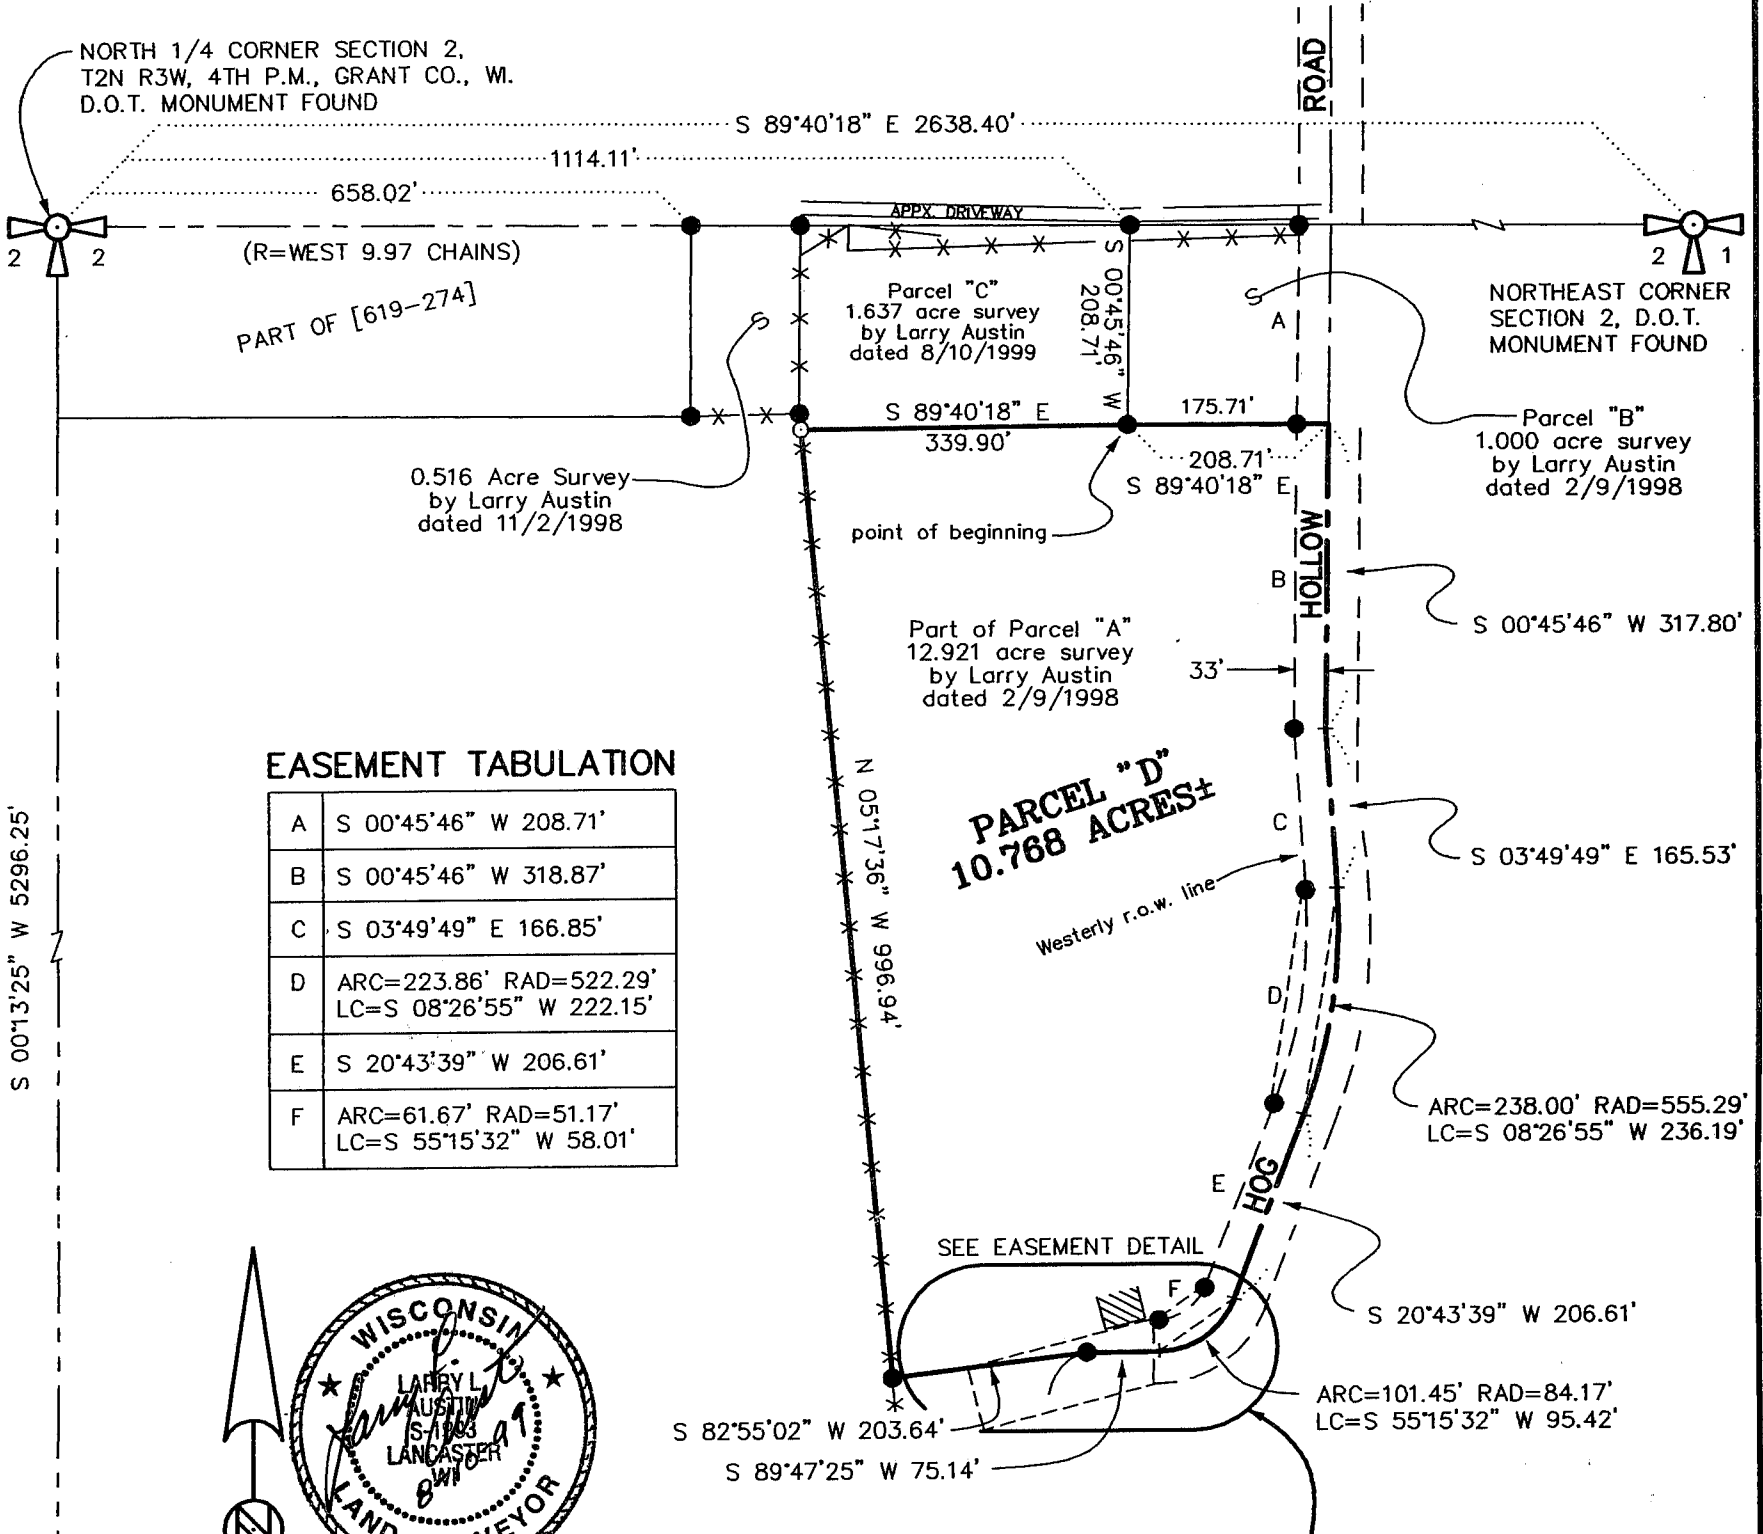 NORTH 1/4 CORNER SECTION 2,
T2N R3W, 4TH P.M., GRANT CO., WI.
D.O.T. MONUMENT FOUND
ROAD
S 89°40'18" E 2638.40'
1114.11'
658.02'
APPX. DRIVEWAY
2 2
(R=WEST 9.97 CHAINS)
PART OF [619-274]
2 1
NORTHEAST CORNER
SECTION 2, D.O.T.
MONUMENT FOUND
Parcel "C"
1.637 acre survey
by Larry Austin
dated 8/10/1999
S 00°45'46" W
208.71'
A
S 89°40'18" E
339.90'
175.71'
208.71'
S 89°40'18" E
Parcel "B"
1.000 acre survey
by Larry Austin
dated 2/9/1998
0.516 Acre Survey
by Larry Austin
dated 11/2/1998
point of beginning
HOLLOW
B
S 00°45'46" W 317.80'
Part of Parcel "A"
12.921 acre survey
by Larry Austin
dated 2/9/1998
33'
PARCEL "D"
10.768 ACRES±
N 05°17'36" W 996.94'
C
S 03°49'49" E 165.53'
Westerly r.o.w. line
S 00°13'25" W 5296.25'
EASEMENT TABULATION
A S 00°45'46" W 208.71'
B S 00°45'46" W 318.87'
C S 03°49'49" E 166.85'
D ARC=223.86' RAD=522.29'
LC=S 08°26'55" W 222.15'
E S 20°43'39" W 206.61'
F ARC=61.67' RAD=51.17'
LC=S 55°15'32" W 58.01'
D
ARC=238.00' RAD=555.29'
LC=S 08°26'55" W 236.19'
E
HOG
SEE EASEMENT DETAIL
F
S 20°43'39" W 206.61'
ARC=101.45' RAD=84.17'
LC=S 55°15'32" W 95.42'
S 82°55'02" W 203.64'
S 89°47'25" W 75.14'
WISCONSIN
LARRY L.
AUSTIN
LANCASTER
WI
LAND